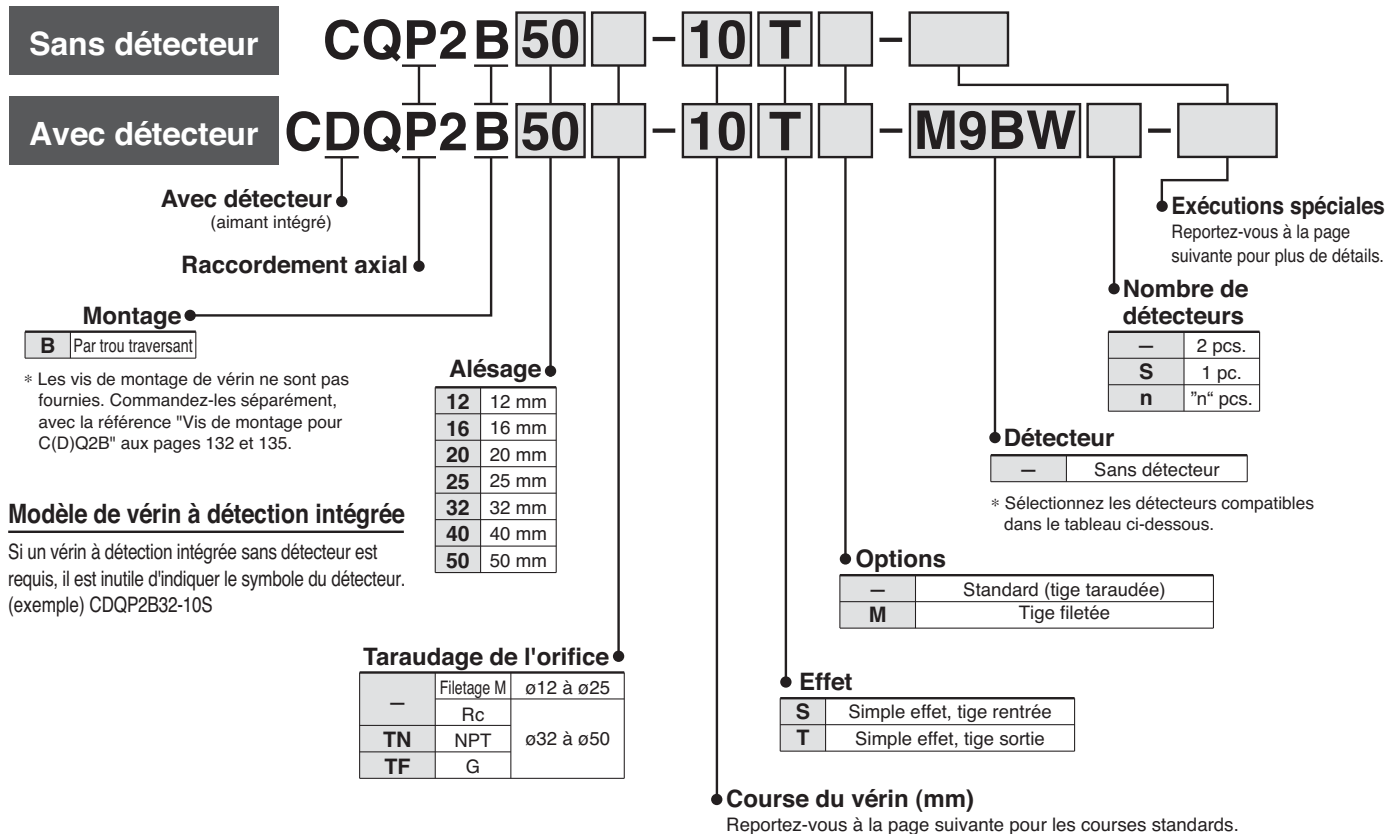 Sans détecteur
CQP2B50 – 10 T –
Avec détecteur
CDQP2B50 – 10 T – M9BW –
Avec détecteur
(aimant intégré)
Raccordement axial
Montage
B Par trou traversant
* Les vis de montage de vérin ne sont pas
fournies. Commandez-les séparément,
avec la référence "Vis de montage pour
C(D)Q2B" aux pages 132 et 135.
Modèle de vérin à détection intégrée
Si un vérin à détection intégrée sans détecteur est
requis, il est inutile d'indiquer le symbole du détecteur.
(exemple) CDQP2B32-10S
Alésage
12 12 mm
16 16 mm
20 20 mm
25 25 mm
32 32 mm
40 40 mm
50 50 mm
Taraudage de l'orifice
– Filetage M ø12 à ø25
Rc
TN NPT ø32 à ø50
TF G
Course du vérin (mm)
Reportez-vous à la page suivante pour les courses standards.
Effet
S Simple effet, tige rentrée
T Simple effet, tige sortie
Options
– Standard (tige taraudée)
M Tige filetée
Détecteur
– Sans détecteur
* Sélectionnez les détecteurs compatibles
dans le tableau ci-dessous.
Nombre de
détecteurs
– 2 pcs.
S 1 pc.
n "n“ pcs.
Exécutions spéciales
Reportez-vous à la page
suivante pour plus de détails.